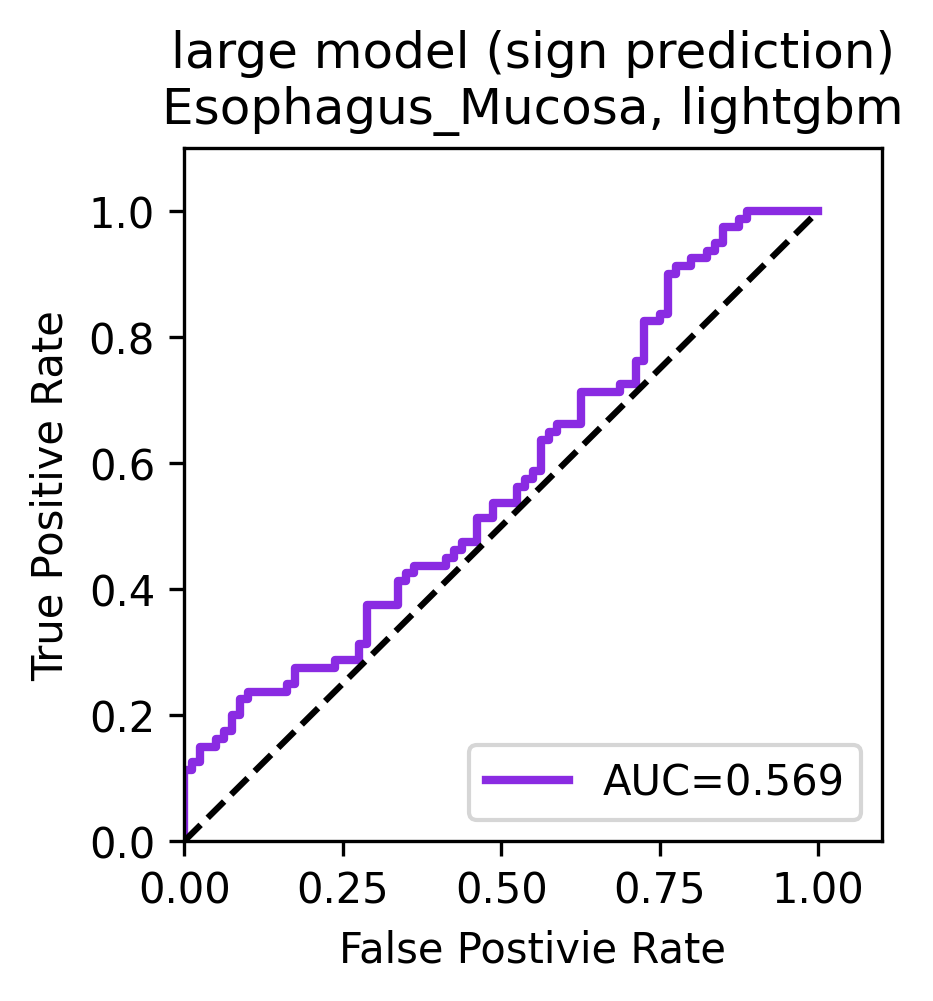 large model (sign prediction)
Esophagus_Mucosa, lightgbm
1.0
0.8
0.6
0.4
0.2
0.0
True Positive Rate
AUC=0.569
0.00 0.25 0.50 0.75 1.00
False Postivie Rate